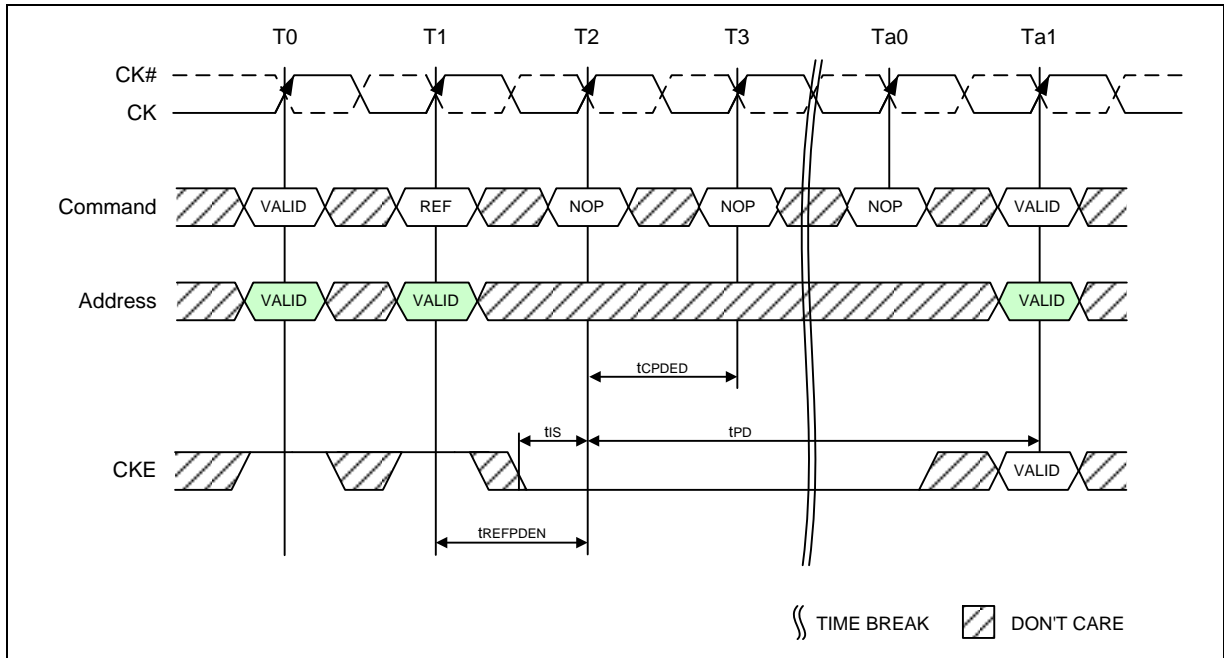 T0 T1 T2 T3 Ta0 Ta1
CK#
CK
Command VALID REF NOP NOP NOP VALID
Address VALID VALID VALID
tCPDED
tIS tPD
CKE VALID
tREFPDEN
TIME BREAK DON'T CARE